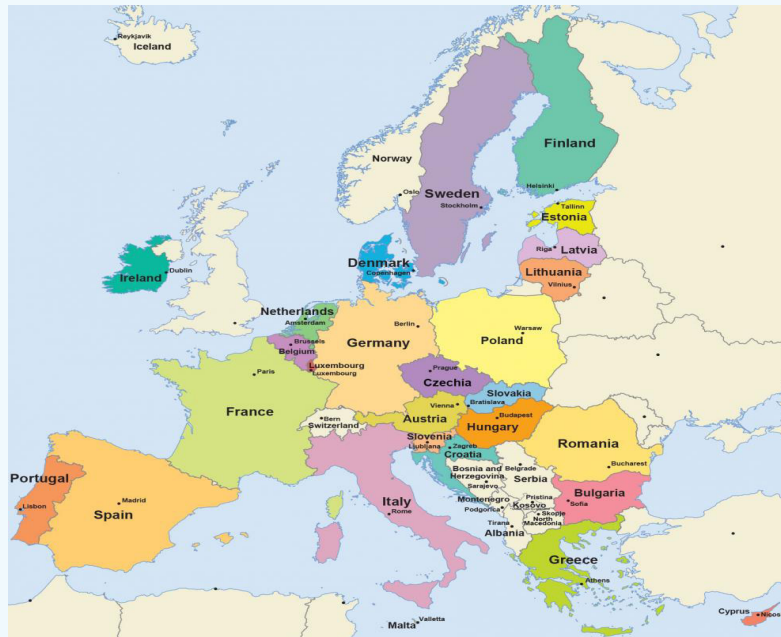 Reykjavik
Iceland
Norway
Oslo
Sweden
Stockholm
Finland
Helsinki
Tallinn
Estonia
Riga
Latvia
Lithuania
Vilnius
Denmark
Copenhagen
Ireland
Dublin
Netherlands
Amsterdam
Brussels
Belgium
Luxembourg
Luxembourg
Germany
Berlin
Poland
Warsaw
Prague
Czechia
Slovakia
Bratislava
Vienna
Austria
Budapest
Hungary
Paris
France
Bern
Switzerland
Slovenia
Ljubljana
Zagreb
Croatia
Bosnia and
Herzegovina
Sarajevo
Belgrade
Serbia
Romania
Bucharest
Portugal
Lisbon
Madrid
Spain
Italy
Rome
Montenegro
Podgorica
Pristina
Kosovo
Skopje
North
Macedonia
Tirana
Albania
Bulgaria
Sofia
Greece
Athens
Malta
Valletta
Cyprus
Nicos